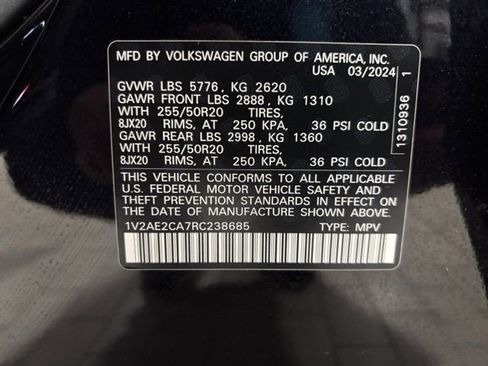 MFD BY VOLKSWAGEN GROUP OF AMERICA, INC.
USA 03/2024
GVWR LBS 5776, KG 2620
GAWR FRONT LBS 2888, KG 1310
WITH 255/50R20 TIRES,
8JX20 RIMS, AT 250 KPA, 36 PSI COLD
GAWR REAR LBS 2998, KG 1360
WITH 255/50R20 TIRES,
8JX20 RIMS, AT 250 KPA, 36 PSI COLD
THIS VEHICLE CONFORMS TO ALL APPLICABLE
U.S. FEDERAL MOTOR VEHICLE SAFETY AND
THEFT PREVENTION STANDARDS IN EFFECT
ON THE DATE OF MANUFACTURE SHOWN ABOVE.
1V2AE2CA7RC238685 TYPE: MPV
1310936 1